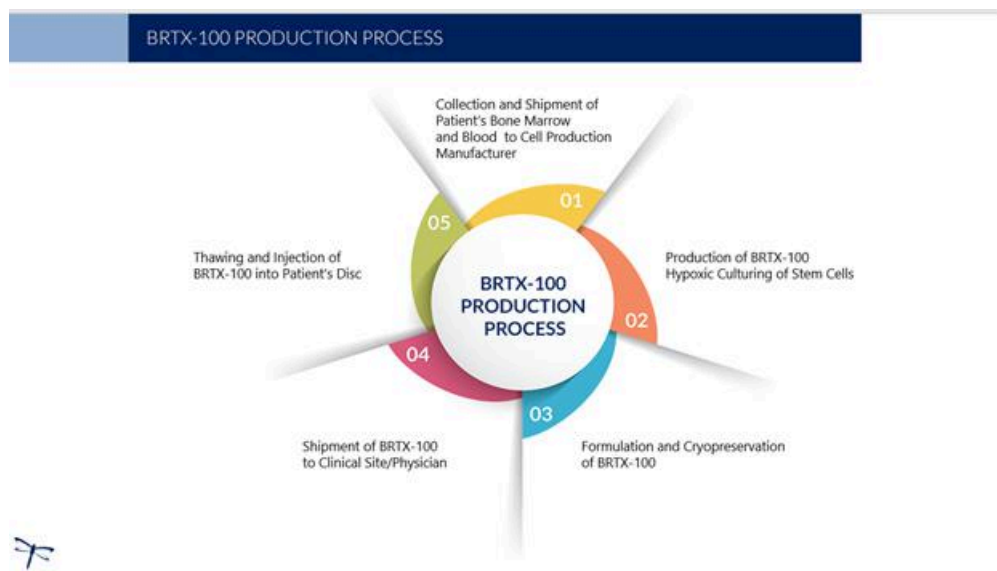 BRTX-100 PRODUCTION PROCESS
Collection and Shipment of
Patient's Bone Marrow
and Blood to Cell Production
Manufacturer
01
Production of BRTX-100
Hypoxic Culturing of Stem Cells
02
Formulation and Cryopreservation
of BRTX-100
03
Shipment of BRTX-100
to Clinical Site/Physician
04
Thawing and Injection of
BRTX-100 into Patient's Disc
05
BRTX-100
PRODUCTION
PROCESS